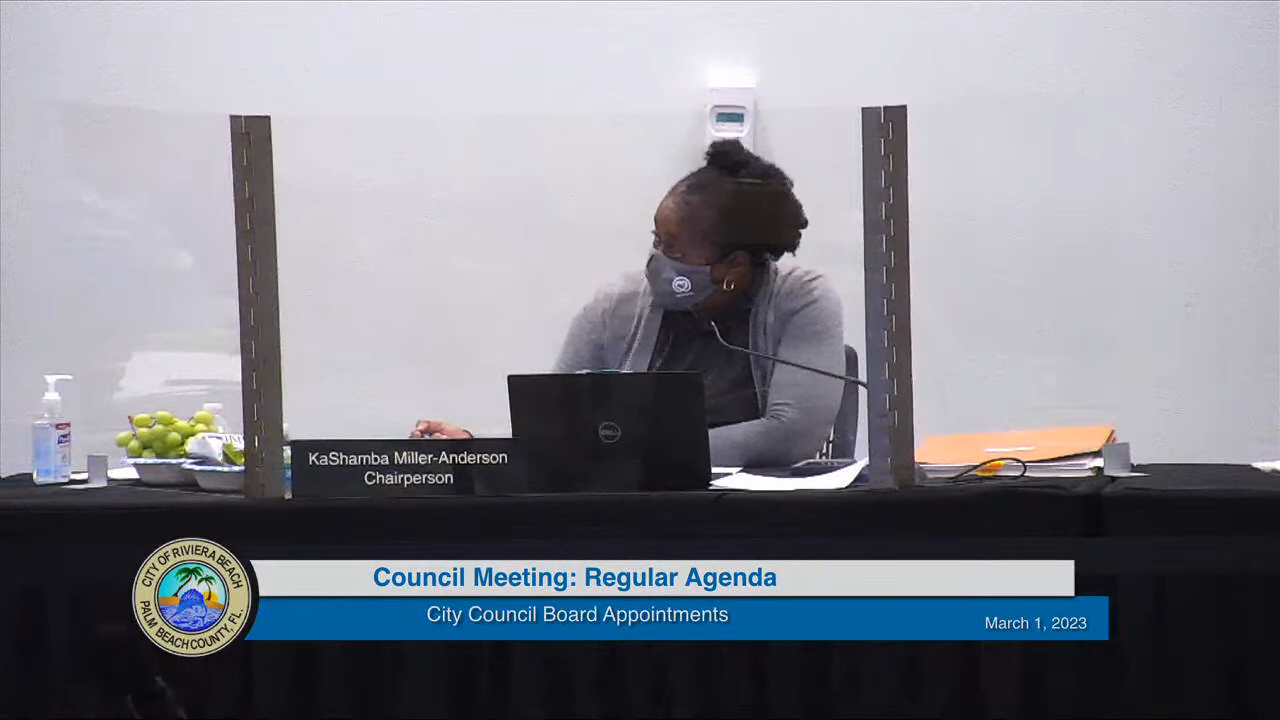 DELL
KaShamba Miller-Anderson
Chairperson
CITY OF RIVIERA BEACH
PALM BEACH COUNTY, FL.
Council Meeting: Regular Agenda
City Council Board Appointments
March 1, 2023